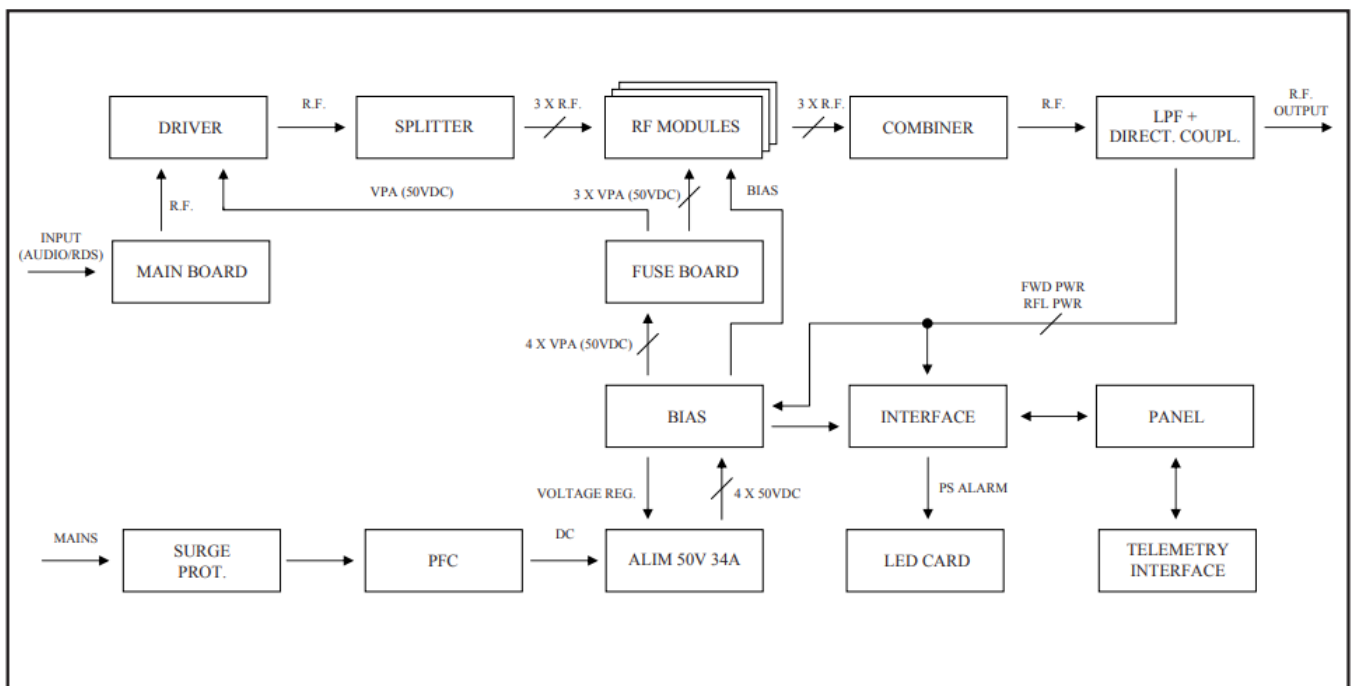 R.F.
3 X R.F.
3 X R.F.
R.F.
R.F.
OUTPUT
DRIVER
SPLITTER
RF MODULES
COMBINER
LPF +
DIRECT. COUPL.
R.F.
VPA (50VDC)
3 X VPA (50VDC)
BIAS
INPUT
(AUDIO/RDS)
MAIN BOARD
FUSE BOARD
FWD PWR
RFL PWR
4 X VPA (50VDC)
BIAS
INTERFACE
PANEL
VOLTAGE REG.
4 X 50VDC
PS ALARM
MAINS
SURGE
PROT.
PFC
DC
ALIM 50V 34A
LED CARD
TELEMETRY
INTERFACE